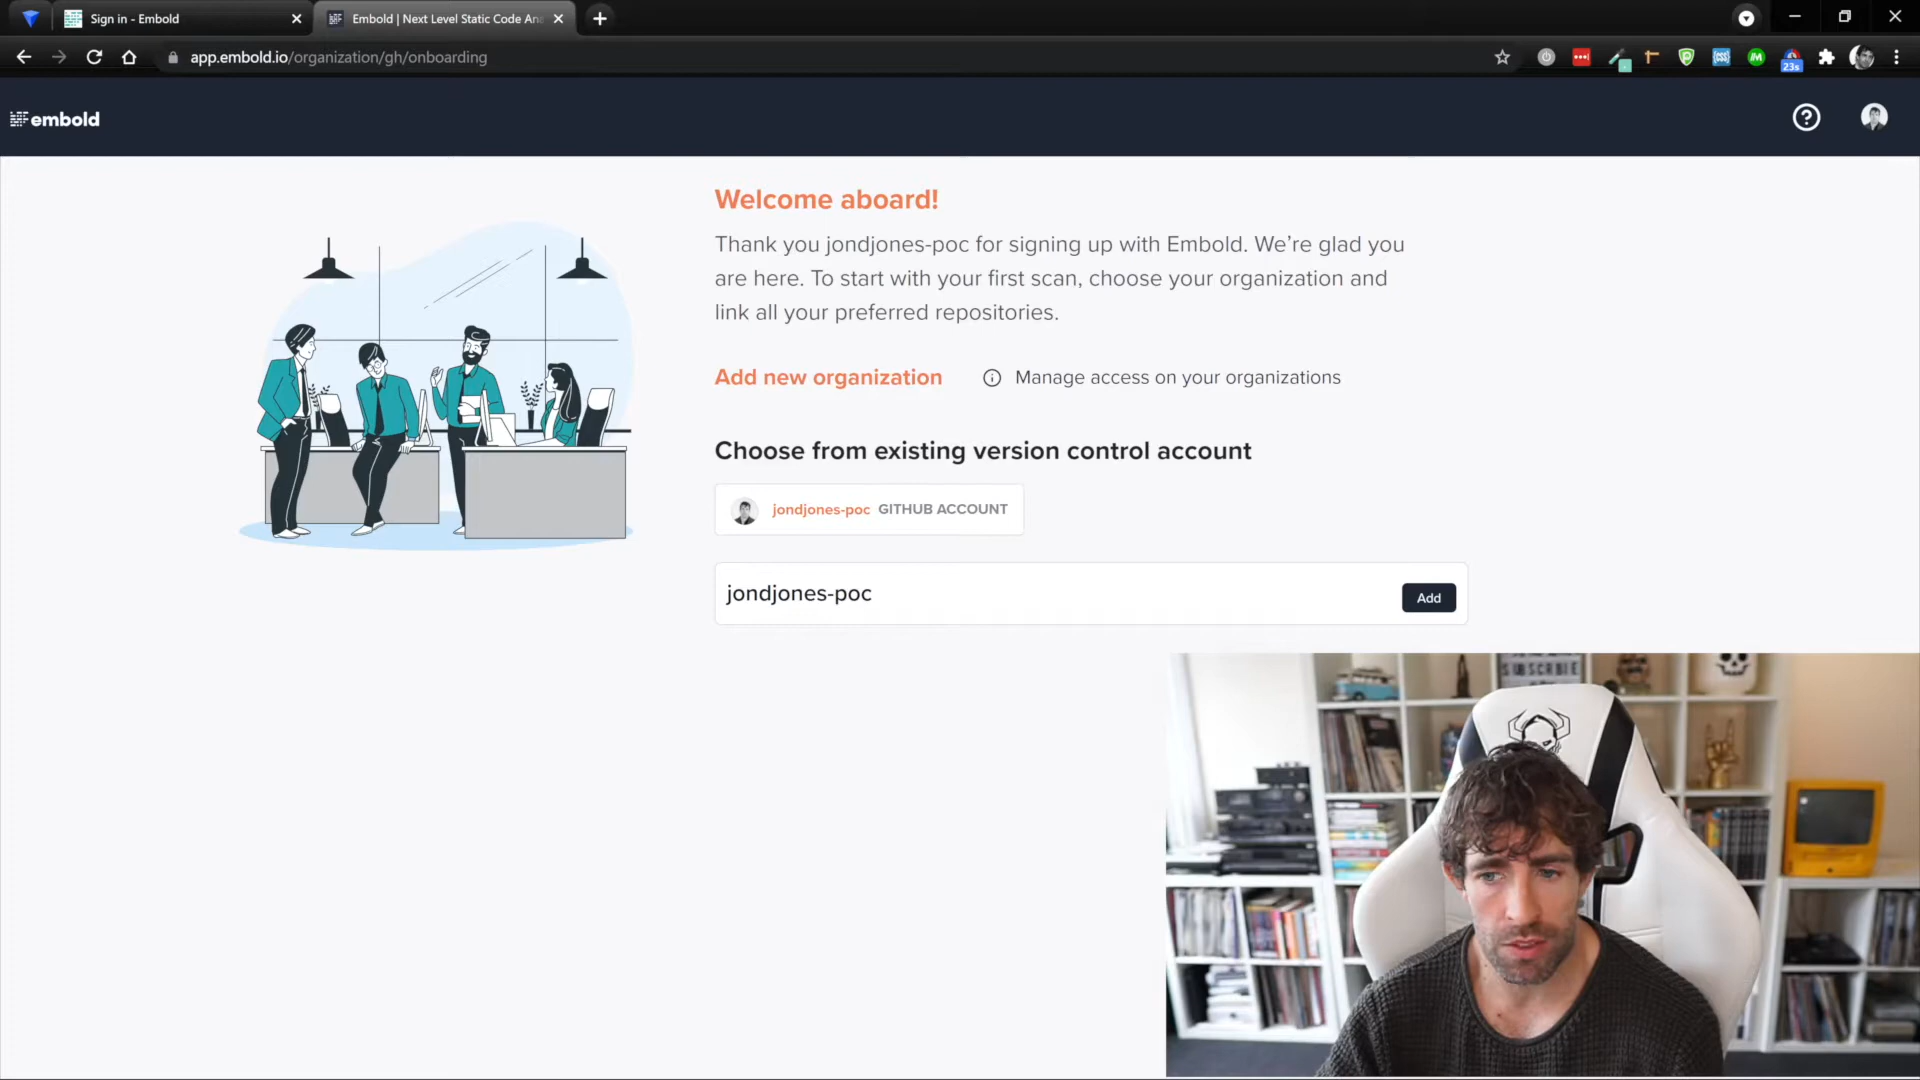 Sign in - Embold
Embold | Next Level Static Code Ana
app.embold.io/organization/gh/onboarding
23s
embold
Welcome aboard!
Thank you jondjones-poc for signing up with Embold. We’re glad you
are here. To start with your first scan, choose your organization and
link all your preferred repositories.
Add new organization
Manage access on your organizations
Choose from existing version control account
jondjones-poc GITHUB ACCOUNT
jondjones-poc
Add
SUBSCRIBE